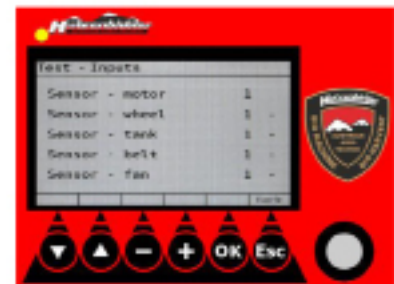 Test - Inputs
Sensor - motor 1
Sensor - wheel 1 -
Sensor - tank 1 -
Sensor - belt 1 -
Sensor - fan 1 -
OK Esc